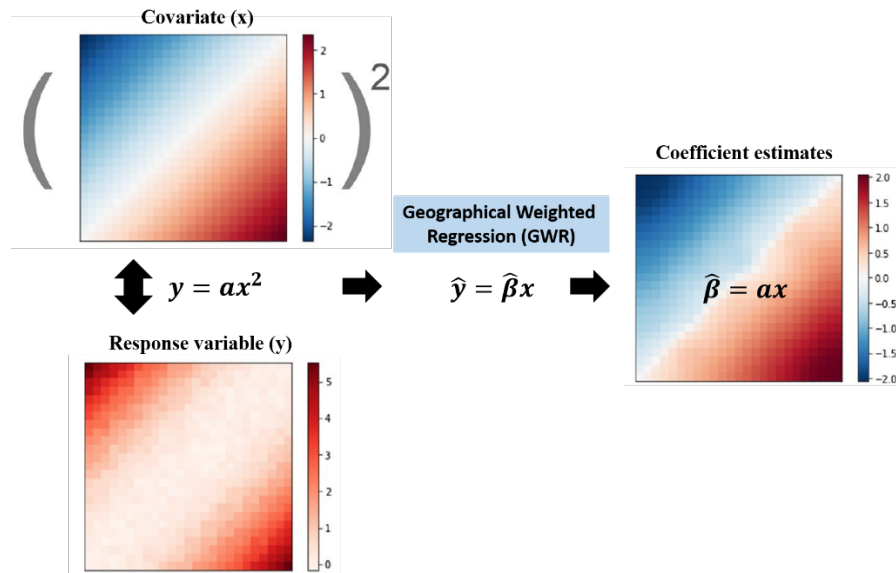 Covariate (x)
( )²
2
1
0
−1
−2
y = ax²
Response variable (y)
5
4
3
2
1
0
Geographical Weighted
Regression (GWR)
ŷ = β̂x
Coefficient estimates
2.0
1.5
1.0
0.5
0.0
−0.5
−1.0
−1.5
−2.0
β̂ = ax